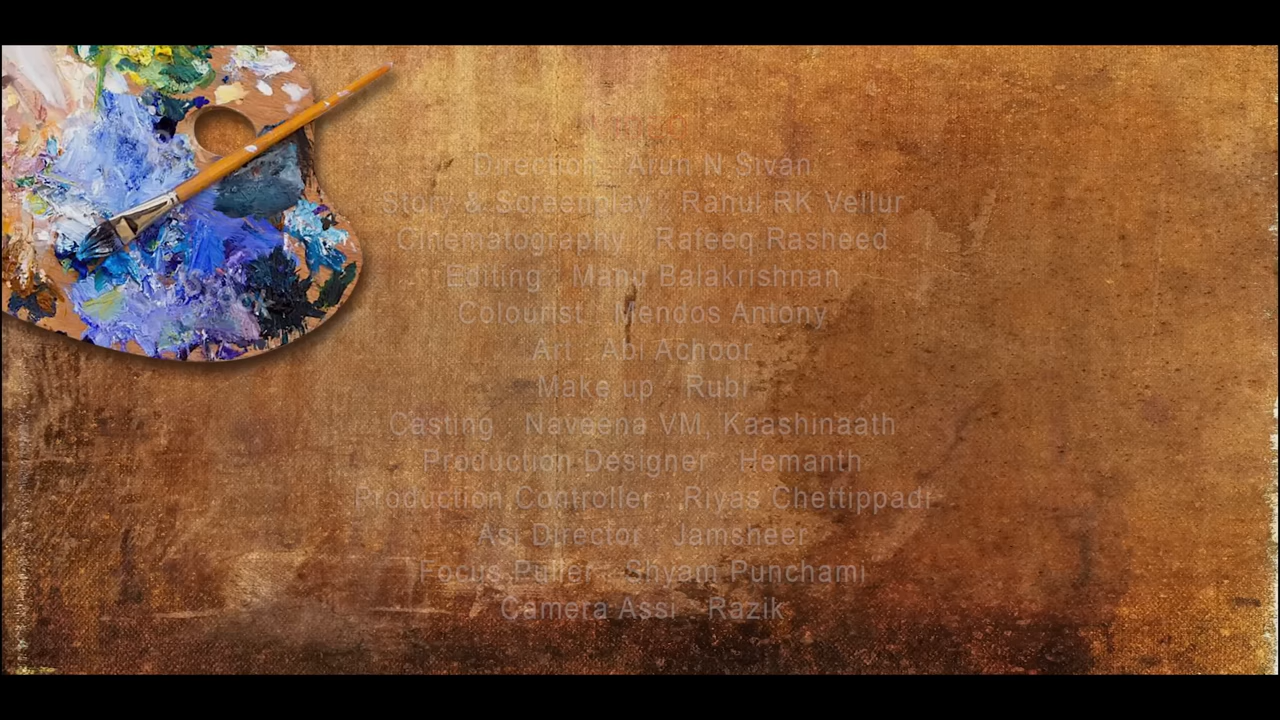 Direction : Arun N Sivan
Story & Screenplay : Rahul RK Vellur
Cinematography : Rafeeq Rasheed
Editing : Manu Balakrishnan
Colourist : Mendos Antony
Art : Abi Achoor
Make up : Rubi
Casting : Naveena VM, Kaashinaath
Production Designer : Hemanth
Production Controller : Riyas Chettippadi
Asi Director : Jamsheer
Focus Puller : Shyam Punchami
Camera Assi : Razik